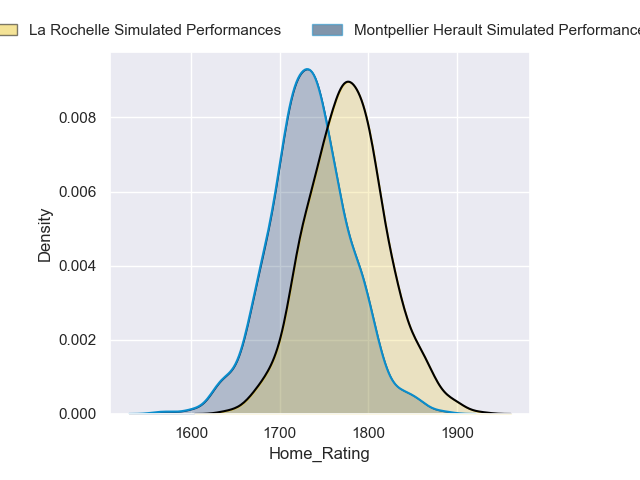 La Rochelle Simulated Performances
Montpellier Herault Simulated Performance
0.008
0.006
0.004
0.002
0.000
Density
1600 1700 1800 1900
Home_Rating